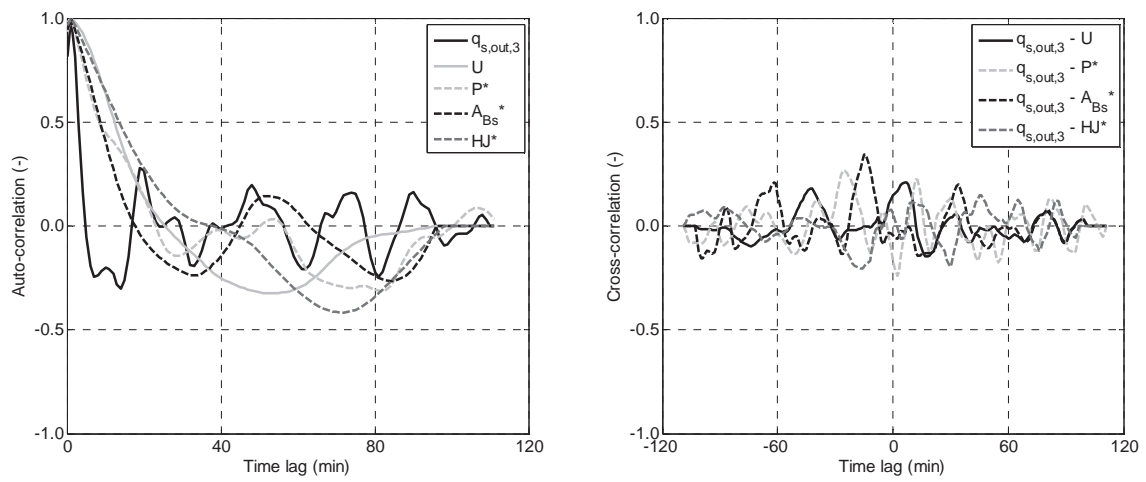 1.0
0.5
0.0
-0.5
-1.0
Auto-correlation (-)
0
40
80
120
Time lag (min)
q_s,out,3
U
P*
A_Bs*
HJ*
1.0
0.5
0.0
-0.5
-1.0
Cross-correlation (-)
-120
-60
0
60
120
Time lag (min)
q_s,out,3 - U
q_s,out,3 - P*
q_s,out,3 - A_Bs*
q_s,out,3 - HJ*